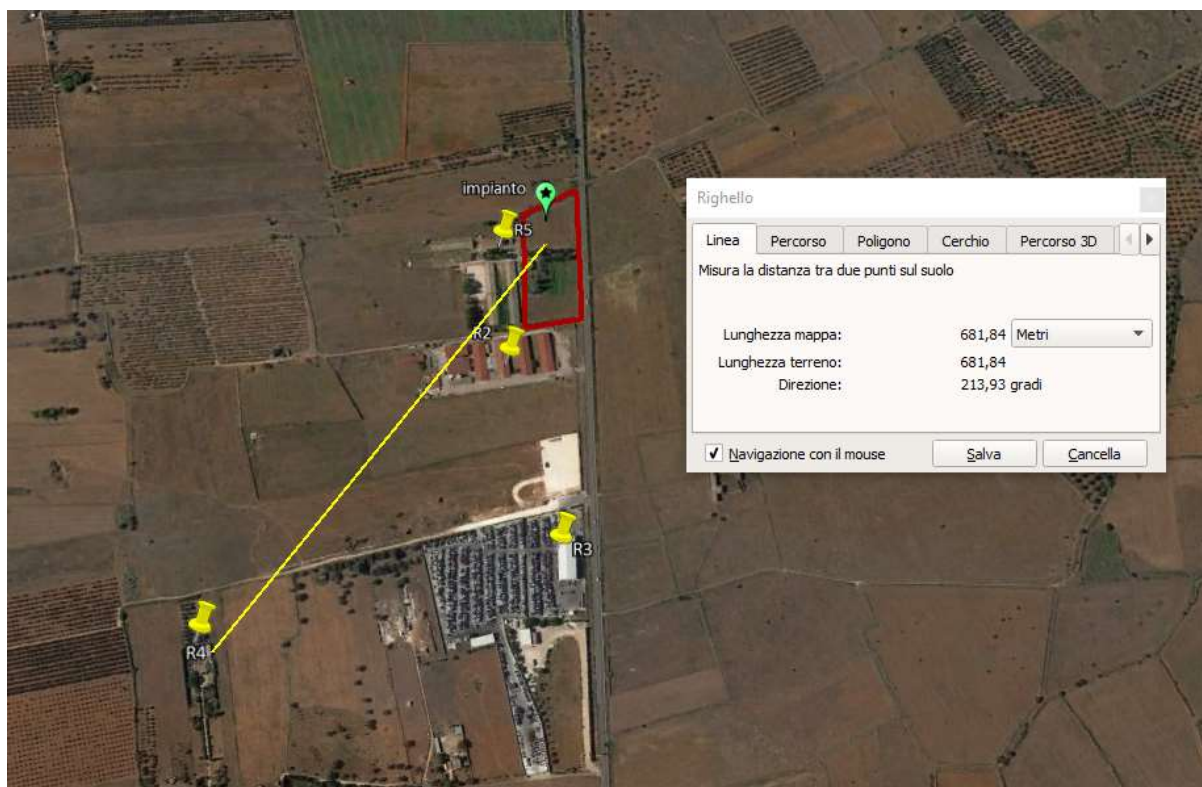 impianto
R5
R2
R3
R4
Righello
Linea Percorso Poligono Cerchio Percorso 3D
Misura la distanza tra due punti sul suolo
Lunghezza mappa: 681,84 Metri
Lunghezza terreno: 681,84
Direzione: 213,93 gradi
Navigazione con il mouse Salva Cancella